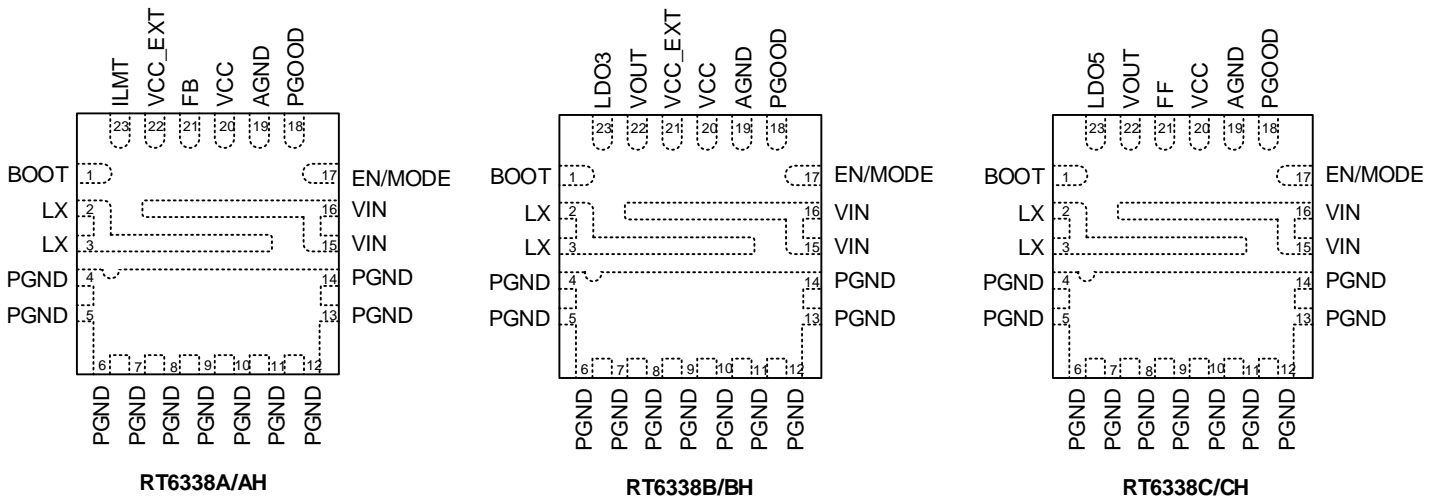 ILMT
VCC_EXT
FB
VCC
AGND
PGOOD
23
22
21
20
19
18
BOOT
1
17
EN/MODE
LX
2
16
VIN
LX
3
15
VIN
PGND
4
14
PGND
PGND
5
13
PGND
6
7
8
9
10
11
12
PGND
PGND
PGND
PGND
PGND
PGND
PGND
RT6338A/AH
LDO3
VOUT
VCC_EXT
VCC
AGND
PGOOD
23
22
21
20
19
18
BOOT
1
17
EN/MODE
LX
2
16
VIN
LX
3
15
VIN
PGND
4
14
PGND
PGND
5
13
PGND
6
7
8
9
10
11
12
PGND
PGND
PGND
PGND
PGND
PGND
PGND
RT6338B/BH
LDO5
VOUT
FF
VCC
AGND
PGOOD
23
22
21
20
19
18
BOOT
1
17
EN/MODE
LX
2
16
VIN
LX
3
15
VIN
PGND
4
14
PGND
PGND
5
13
PGND
6
7
8
9
10
11
12
PGND
PGND
PGND
PGND
PGND
PGND
PGND
RT6338C/CH